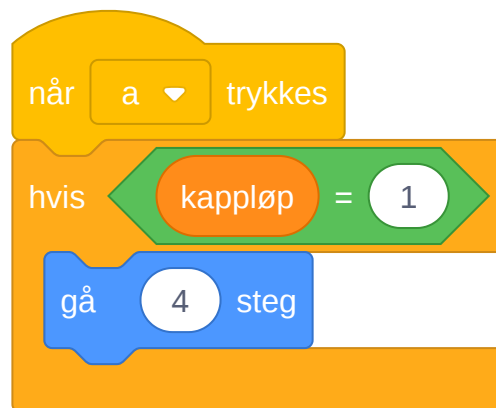 når a trykkes
hvis kappløp = 1
gå 4 steg